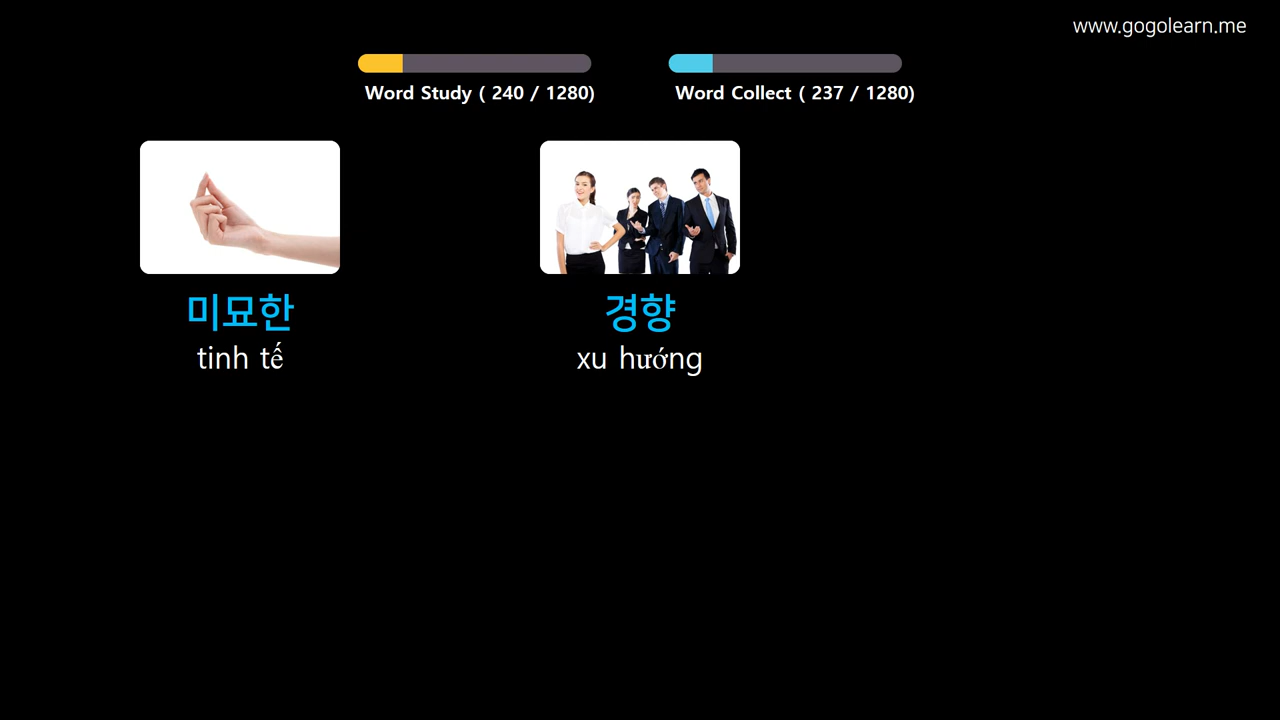 www.gogolearn.me
Word Study ( 240 / 1280)
Word Collect ( 237 / 1280)
미묘한
tinh tế
경향
xu hướng